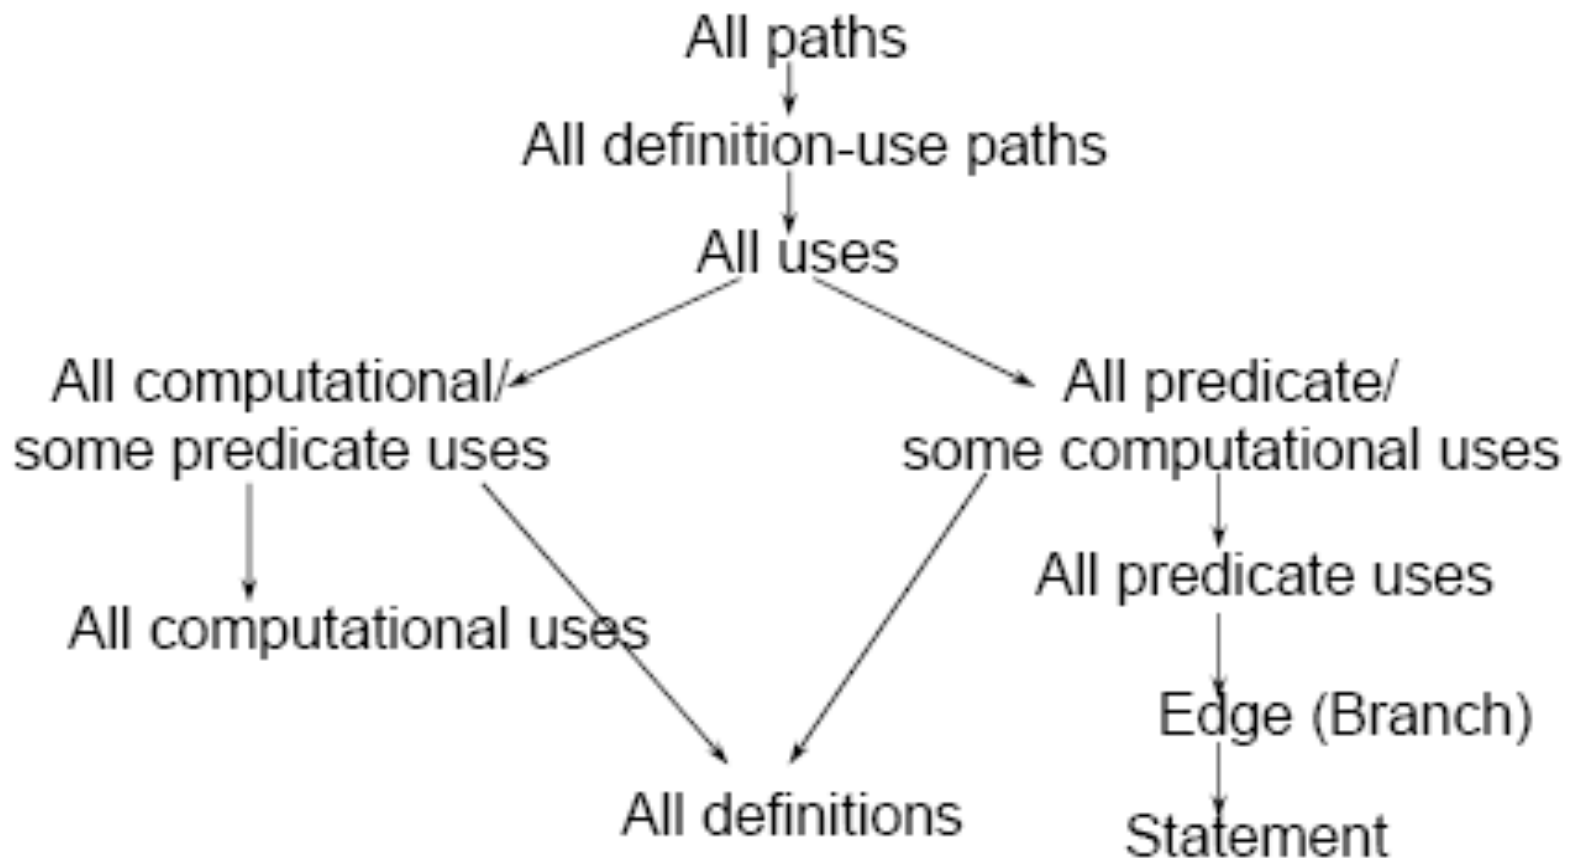 All paths
All definition-use paths
All uses
All computational/
some predicate uses
All predicate/
some computational uses
All predicate uses
All computational uses
Edge (Branch)
All definitions
Statement